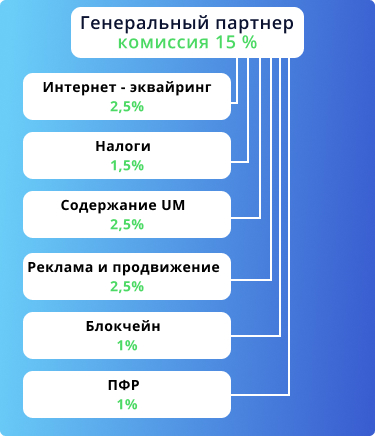 Генеральный партнер
комиссия 15 %
Интернет - эквайринг
2,5%
Налоги
1,5%
Содержание UM
2,5%
Реклама и продвижение
2,5%
Блокчейн
1%
ПФР
1%